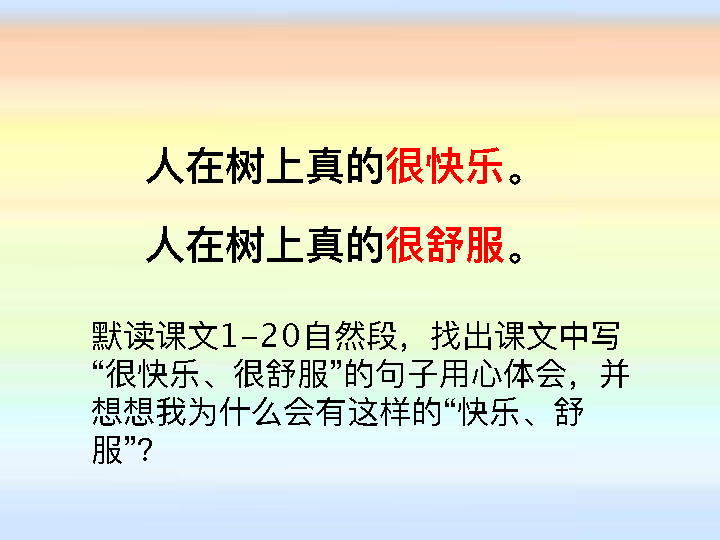 人在树上真的很快乐。
人在树上真的很舒服。
默读课文1-20自然段，找出课文中写
“很快乐、很舒服”的句子用心体会，并
想想我为什么会有这样的“快乐、舒
服”？